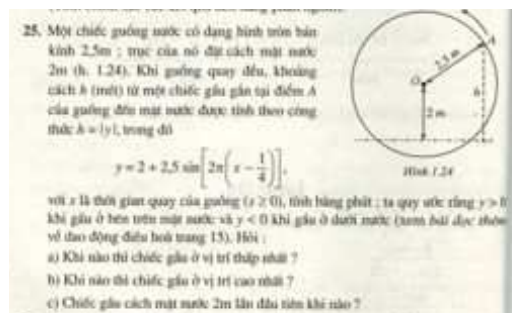 25. Một chiếc guồng nước có dạng hình tròn bán
kính 2,5m ; trục của nó đặt cách mặt nước
2m (h. 1.24). Khi guồng quay đều, khoảng
cách h (mét) từ một chiếc gầu gắn tại điểm A
của guồng đến mặt nước được tính theo công
thức h = |y|, trong đó
y = 2 + 2,5 sin[2π(x − 1/4)],
A
2,5 m
O
h
2 m
Hình 1.24
với x là thời gian quay của guồng (x ≥ 0), tính bằng phút ; ta quy ước rằng y > 0
khi gầu ở bên trên mặt nước và y < 0 khi gầu ở dưới nước (xem bài đọc thêm
về dao động điều hoà trang 15). Hỏi :
a) Khi nào thì chiếc gầu ở vị trí thấp nhất ?
b) Khi nào thì chiếc gầu ở vị trí cao nhất ?
c) Chiếc gầu cách mặt nước 2m lần đầu tiên khi nào ?